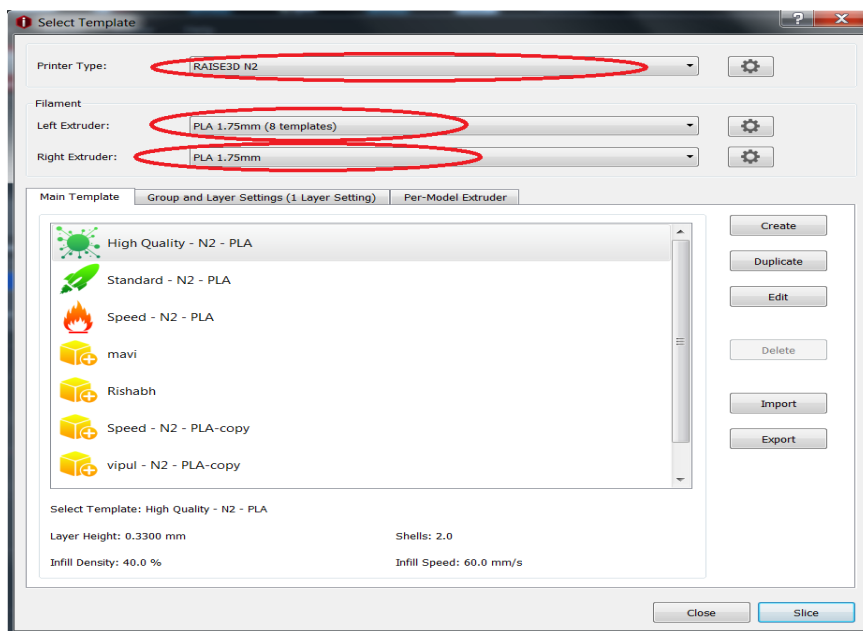 Select Template
Printer Type: RAISE3D N2
Filament
Left Extruder: PLA 1.75mm (8 templates)
Right Extruder: PLA 1.75mm
Main Template Group and Layer Settings (1 Layer Setting) Per-Model Extruder
High Quality - N2 - PLA
Standard - N2 - PLA
Speed - N2 - PLA
mavi
Rishabh
Speed - N2 - PLA-copy
vipul - N2 - PLA-copy
Create
Duplicate
Edit
Delete
Import
Export
Select Template: High Quality - N2 - PLA
Layer Height: 0.3300 mm Shells: 2.0
Infill Density: 40.0 % Infill Speed: 60.0 mm/s
Close Slice